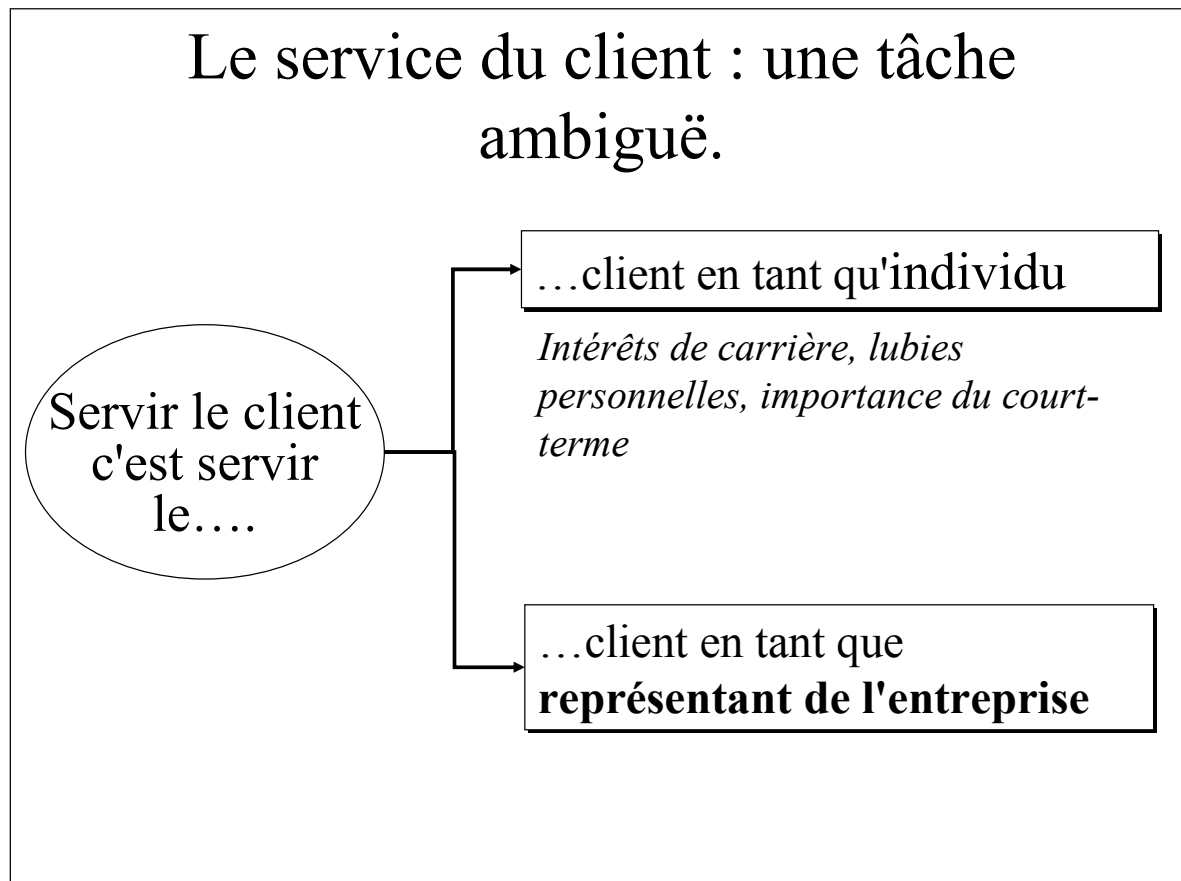 Le service du client : une tâche
ambiguë.
…client en tant qu'individu
Intérêts de carrière, lubies
personnelles, importance du court-
terme
Servir le client
c'est servir
le….
…client en tant que
représentant de l'entreprise